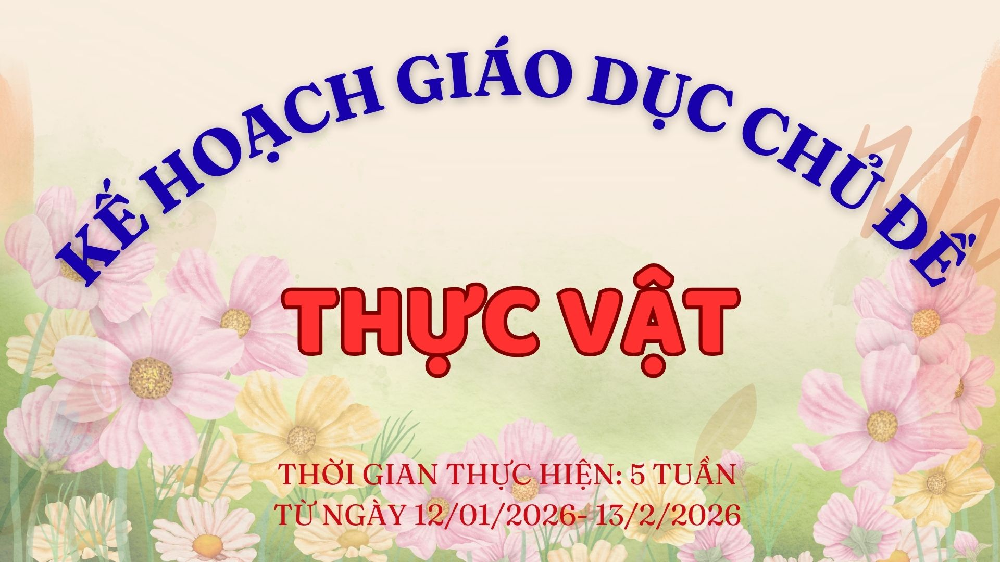 KẾ HOẠCH GIÁO DỤC CHỦ ĐỀ
THỰC VẬT
THỜI GIAN THỰC HIỆN: 5 TUẦN
TỪ NGÀY 12/01/2026- 13/2/2026